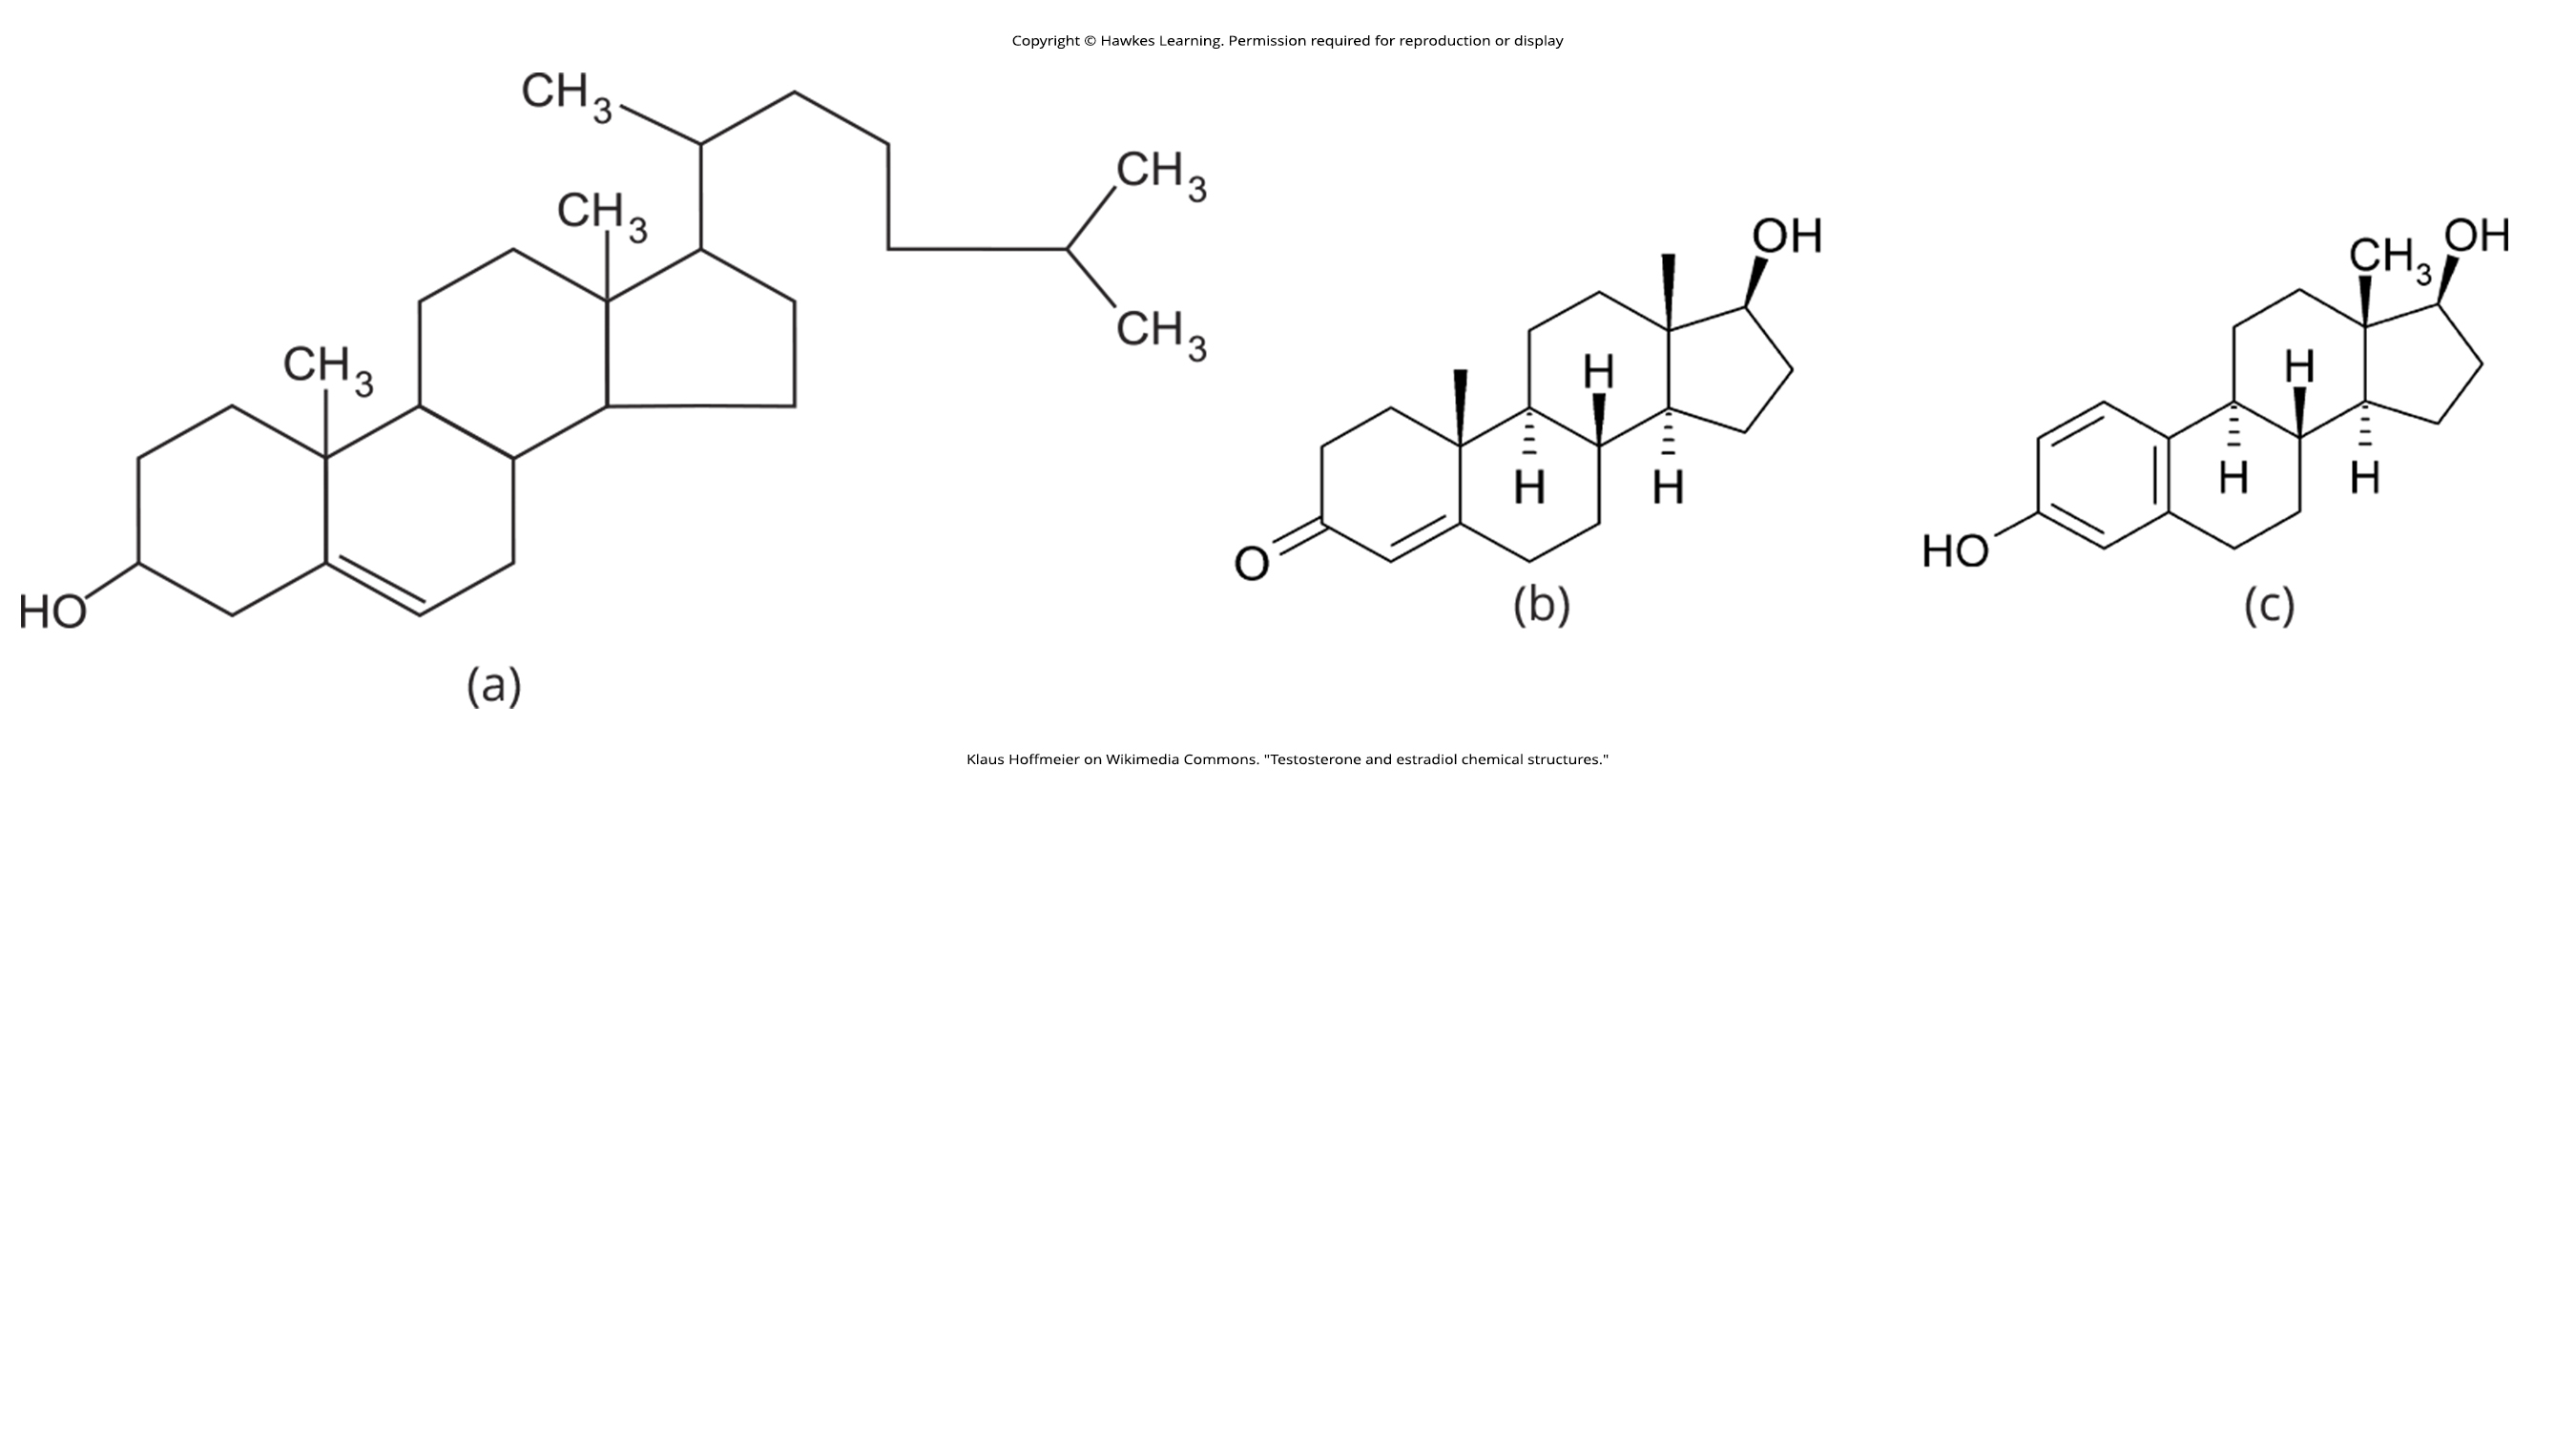 Copyright © Hawkes Learning. Permission required for reproduction or display
CH3
CH3
CH3
CH3
CH3
HO
(a)
OH
H
H
H
O
(b)
CH3
OH
H
H
H
HO
(c)
Klaus Hoffmeier on Wikimedia Commons. "Testosterone and estradiol chemical structures."